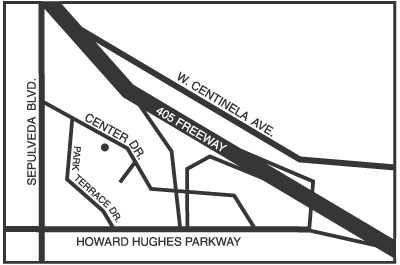 W. CENTINELA AVE.
405 FREEWAY
SEPULVEDA BLVD.
CENTER DR.
PARK TERRACE DR.
HOWARD HUGHES PARKWAY